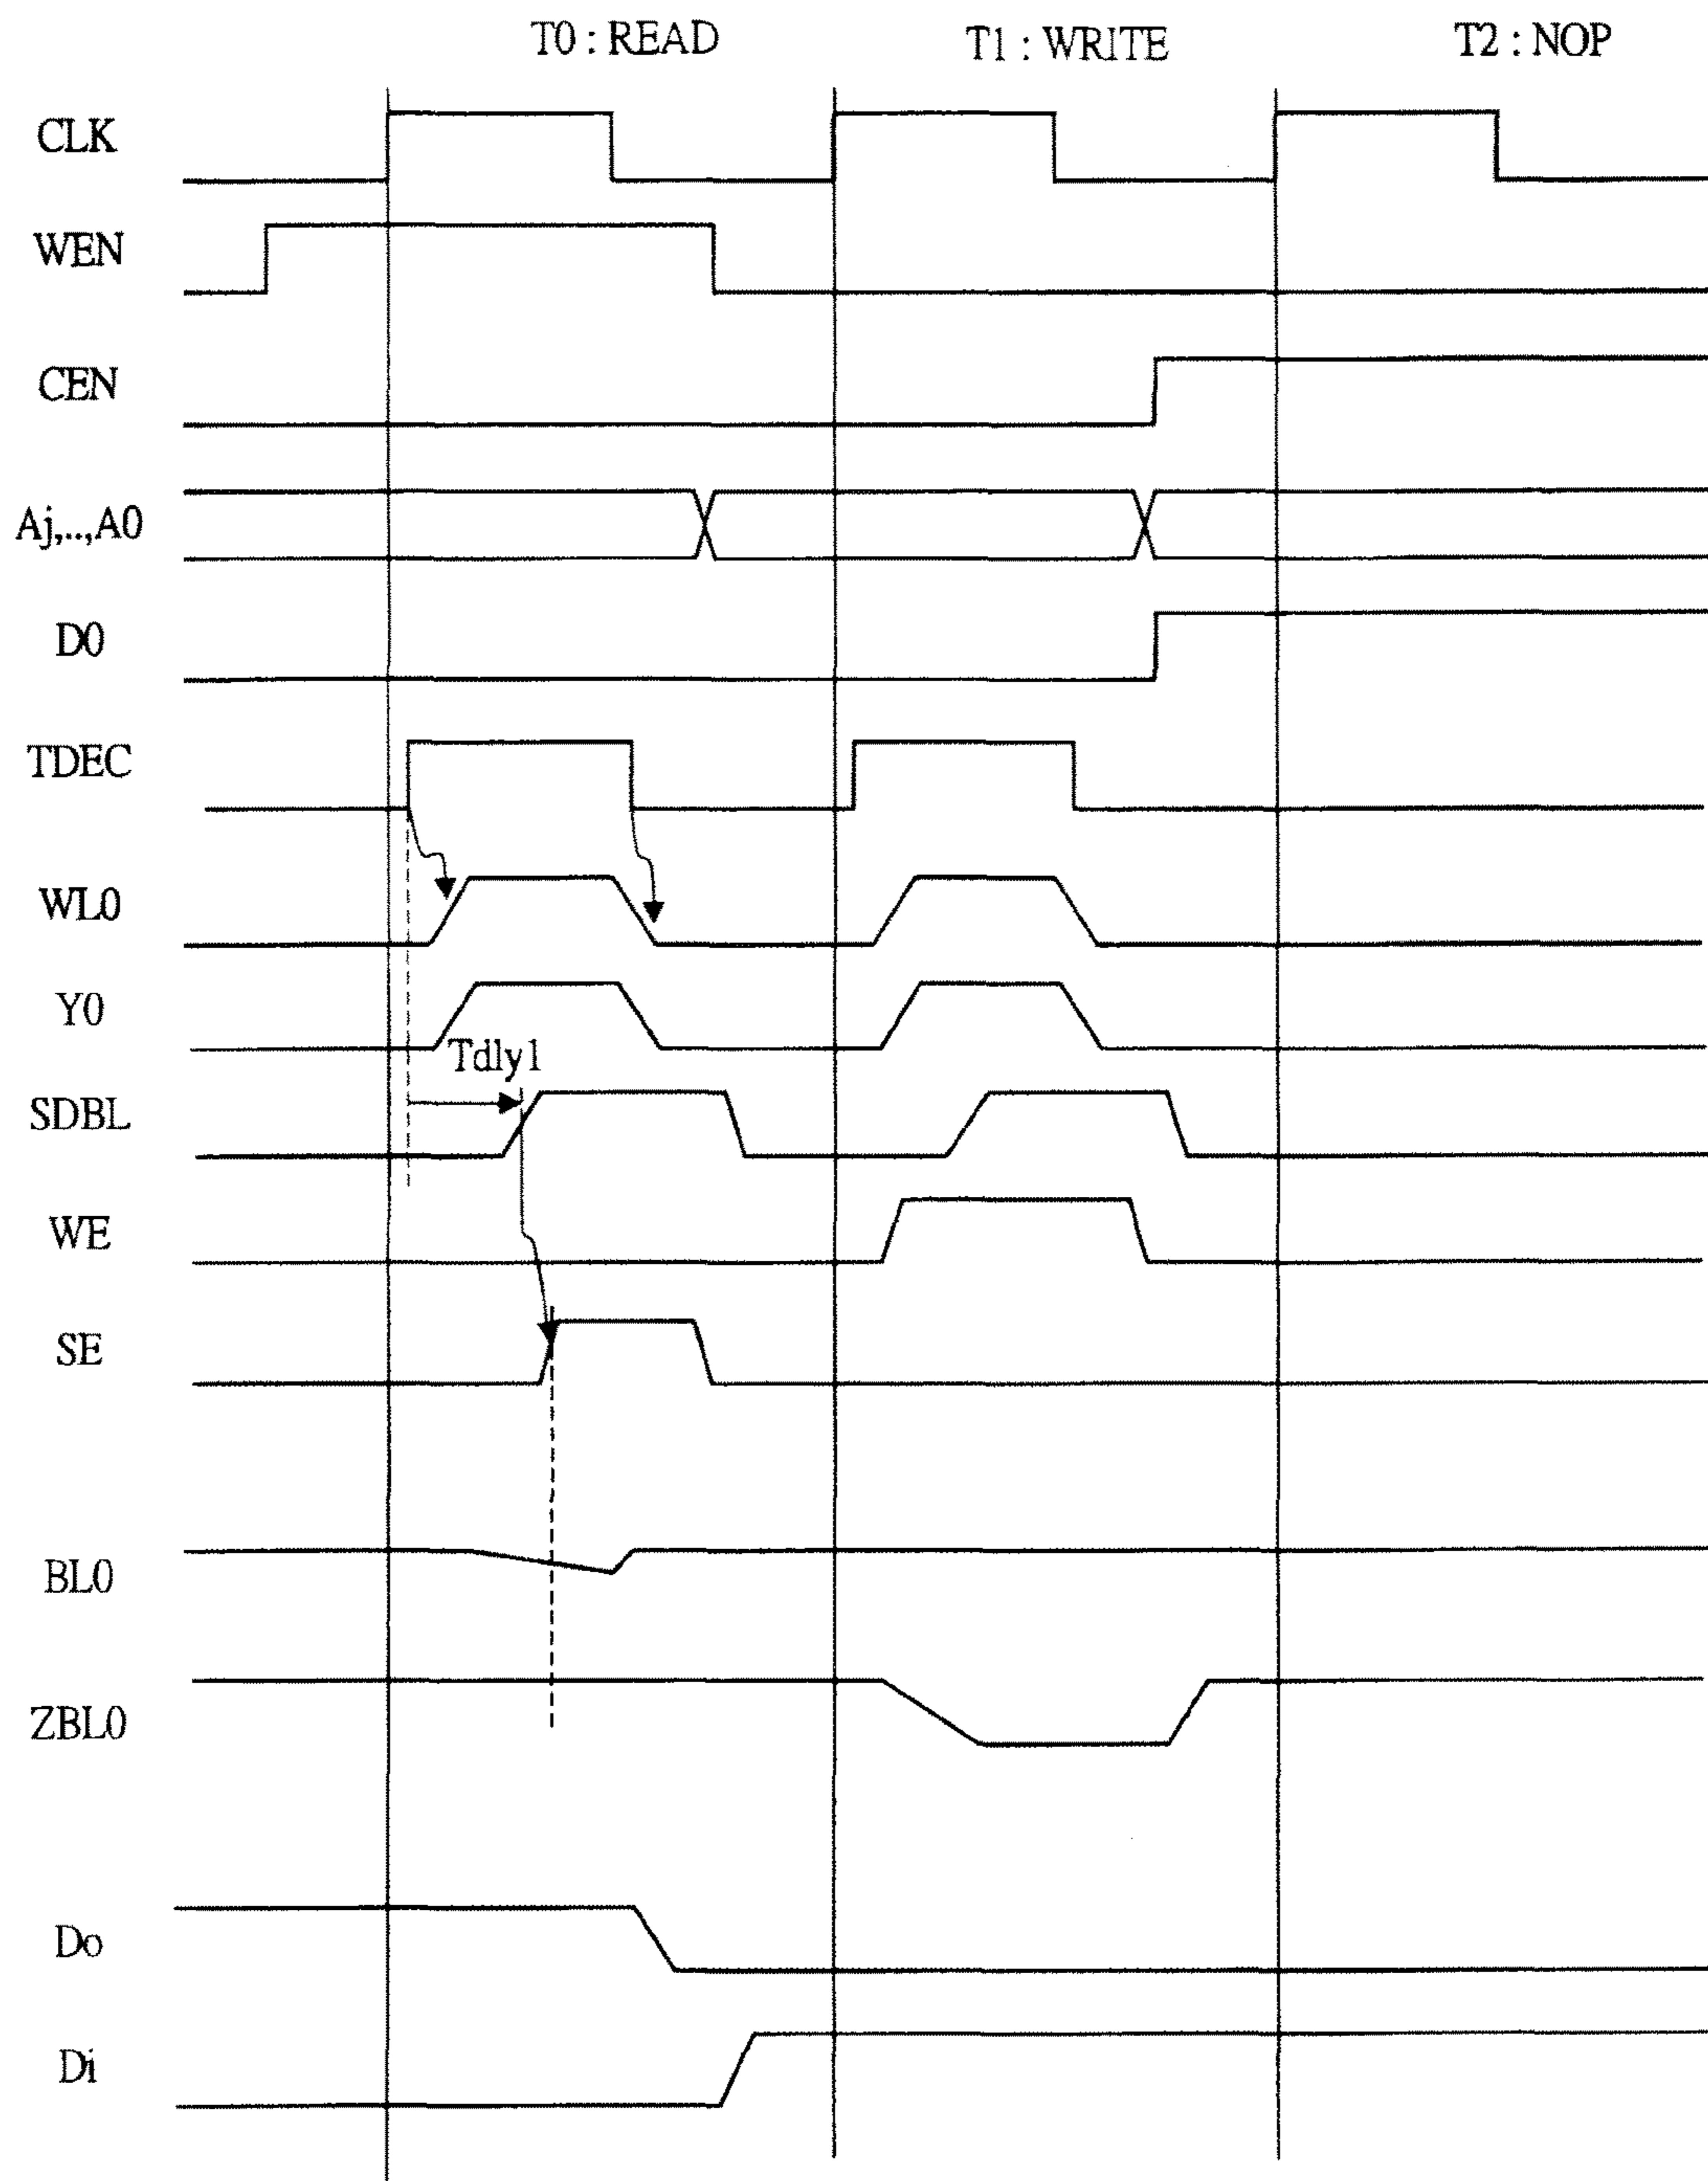 T0 : READ T1 : WRITE T2 : NOP
CLK
WEN
CEN
Aj,..,A0
D0
TDEC
WL0
Y0
Tdly1
SDBL
WE
SE
BL0
ZBL0
Do
Di